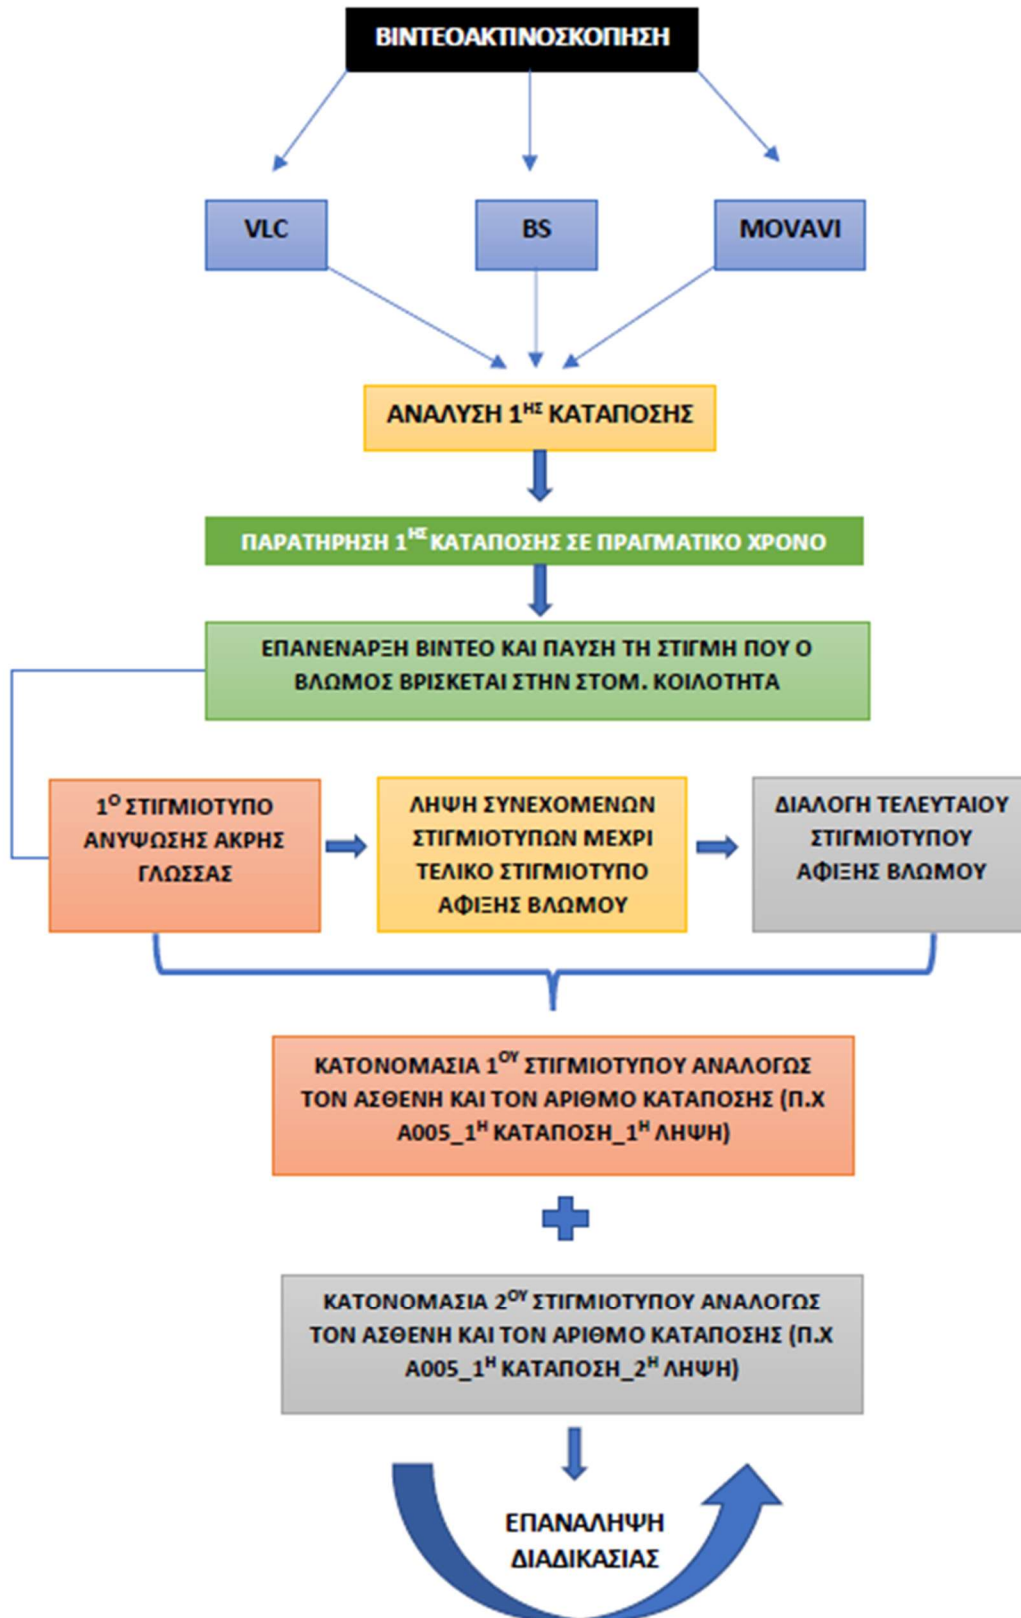 ΒΙΝΤΕΟΑΚΤΙΝΟΣΚΟΠΗΣΗ
VLC
BS
MOVAVI
ΑΝΑΛΥΣΗ 1ΗΣ ΚΑΤΑΠΟΣΗΣ
ΠΑΡΑΤΗΡΗΣΗ 1ΗΣ ΚΑΤΑΠΟΣΗΣ ΣΕ ΠΡΑΓΜΑΤΙΚΟ ΧΡΟΝΟ
ΕΠΑΝΕΝΑΡΞΗ ΒΙΝΤΕΟ ΚΑΙ ΠΑΥΣΗ ΤΗ ΣΤΙΓΜΗ ΠΟΥ Ο
ΒΛΩΜΟΣ ΒΡΙΣΚΕΤΑΙ ΣΤΗΝ ΣΤΟΜ. ΚΟΙΛΟΤΗΤΑ
1Ο ΣΤΙΓΜΙΟΤΥΠΟ
ΑΝΥΨΩΣΗΣ ΑΚΡΗΣ
ΓΛΩΣΣΑΣ
ΛΗΨΗ ΣΥΝΕΧΟΜΕΝΩΝ
ΣΤΙΓΜΙΟΤΥΠΩΝ ΜΕΧΡΙ
ΤΕΛΙΚΟ ΣΤΙΓΜΙΟΤΥΠΟ
ΑΦΙΞΗΣ ΒΛΩΜΟΥ
ΔΙΑΛΟΓΗ ΤΕΛΕΥΤΑΙΟΥ
ΣΤΙΓΜΙΟΤΥΠΟΥ
ΑΦΙΞΗΣ ΒΛΩΜΟΥ
ΚΑΤΟΝΟΜΑΣΙΑ 1ΟΥ ΣΤΙΓΜΙΟΤΥΠΟΥ ΑΝΑΛΟΓΩΣ
ΤΟΝ ΑΣΘΕΝΗ ΚΑΙ ΤΟΝ ΑΡΙΘΜΟ ΚΑΤΑΠΟΣΗΣ (Π.Χ
Α005_1Η ΚΑΤΑΠΟΣΗ_1Η ΛΗΨΗ)
ΚΑΤΟΝΟΜΑΣΙΑ 2ΟΥ ΣΤΙΓΜΙΟΤΥΠΟΥ ΑΝΑΛΟΓΩΣ
ΤΟΝ ΑΣΘΕΝΗ ΚΑΙ ΤΟΝ ΑΡΙΘΜΟ ΚΑΤΑΠΟΣΗΣ (Π.Χ
Α005_1Η ΚΑΤΑΠΟΣΗ_2Η ΛΗΨΗ)
ΕΠΑΝΑΛΗΨΗ
ΔΙΑΔΙΚΑΣΙΑΣ